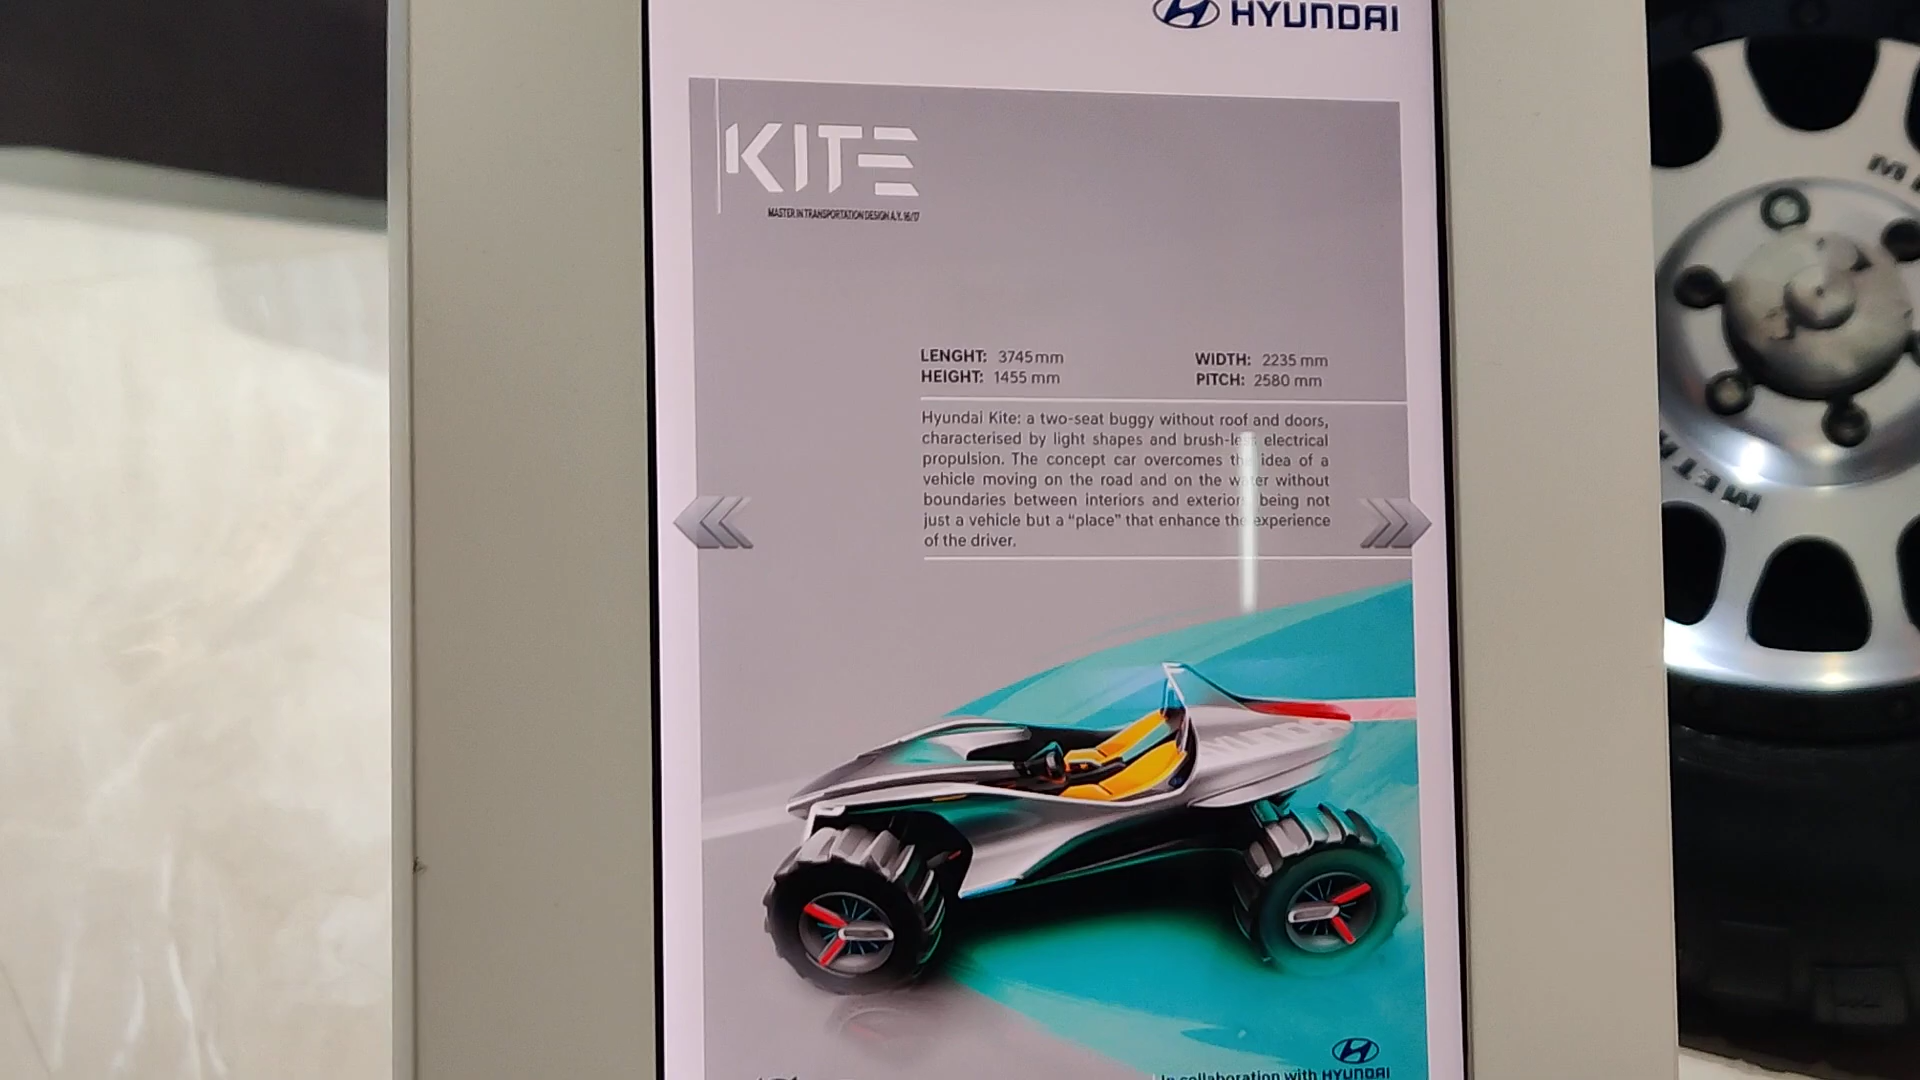 HYUNDAI
KITE
MASTER IN TRANSPORTATION DESIGN A.Y. 16/17
LENGHT: 3745 mm
WIDTH: 2235 mm
HEIGHT: 1455 mm
PITCH: 2580 mm
Hyundai Kite: a two-seat buggy without roof and doors,
characterised by light shapes and brush-less electrical
propulsion. The concept car overcomes the idea of a
vehicle moving on the road and on the water without
boundaries between interiors and exteriors being not
just a vehicle but a “place” that enhance the experience
of the driver.
In collaboration with HYUNDAI